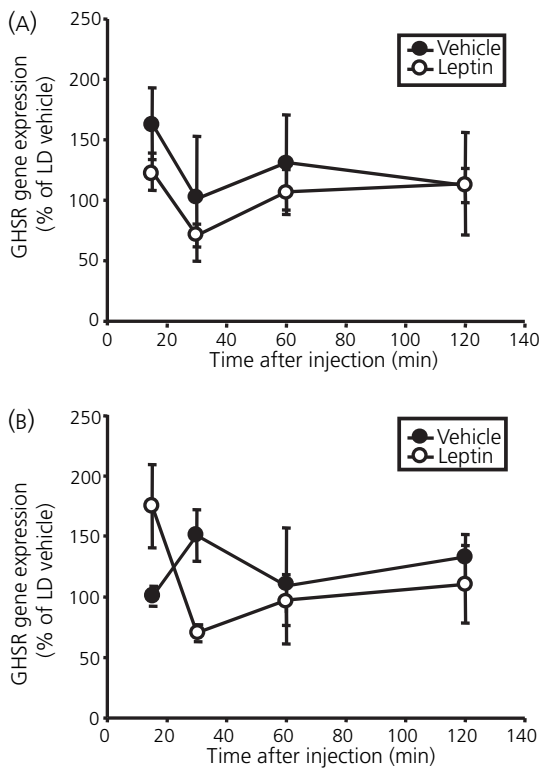 (A)
GHSR gene expression
(% of LD vehicle)
250
200
150
100
50
0
Vehicle
Leptin
0 20 40 60 80 100 120 140
Time after injection (min)
(B)
GHSR gene expression
(% of LD vehicle)
250
200
150
100
50
0
Vehicle
Leptin
0 20 40 60 80 100 120 140
Time after injection (min)